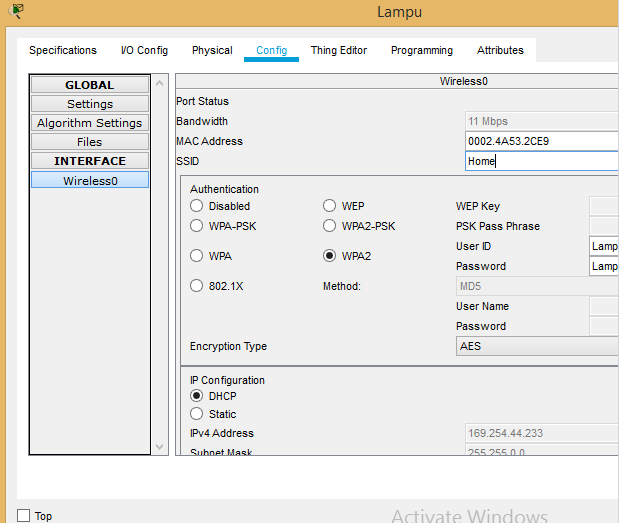 Lampu
Specifications I/O Config Physical Config Thing Editor Programming Attributes
GLOBAL
Settings
Algorithm Settings
Files
INTERFACE
Wireless0
Wireless0
Port Status
Bandwidth 11 Mbps
MAC Address 0002.4A53.2CE9
SSID Home
Authentication
Disabled WEP WEP Key
WPA-PSK WPA2-PSK PSK Pass Phrase
User ID Lamp
WPA WPA2 Password Lamp
802.1X Method: MD5
User Name
Password
Encryption Type AES
IP Configuration
DHCP
Static
IPv4 Address 169.254.44.233
Subnet Mask 255.255.0.0
Top
Activate Windows